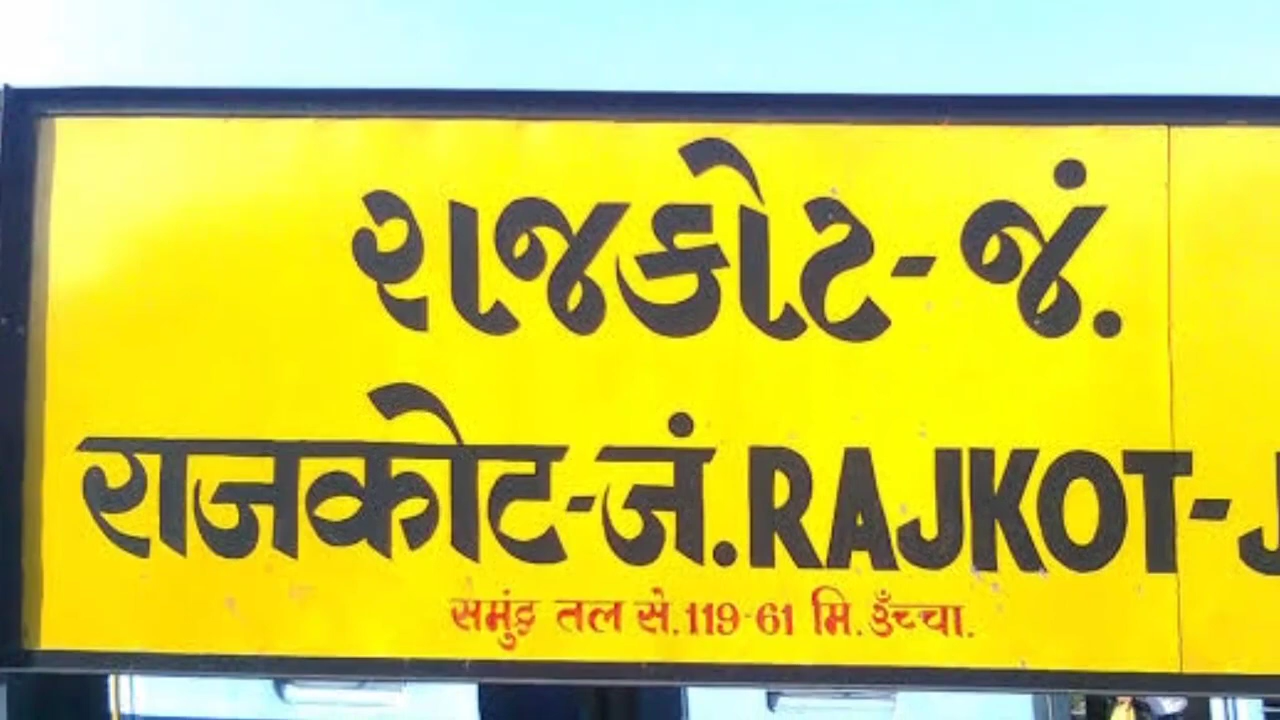 રાજકોટ-જં.
राजकोट-जं. RAJKOT-J
समुंद्र तल से. 119-61 मि. उँच्चा.